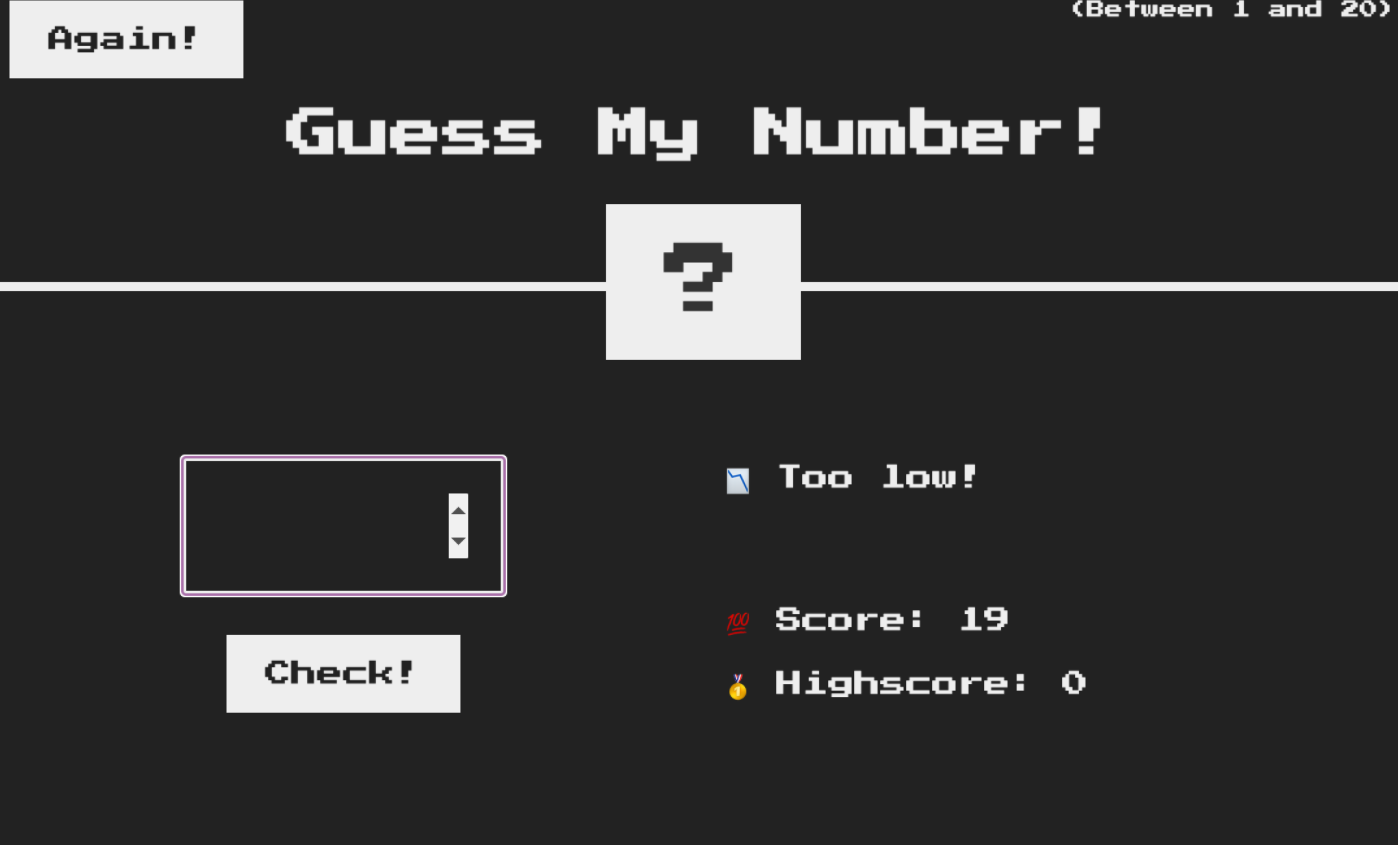 Again!
(Between 1 and 20)
Guess My Number!
?
📉 Too low!
💯 Score: 19
🥇 Highscore: 0
Check!